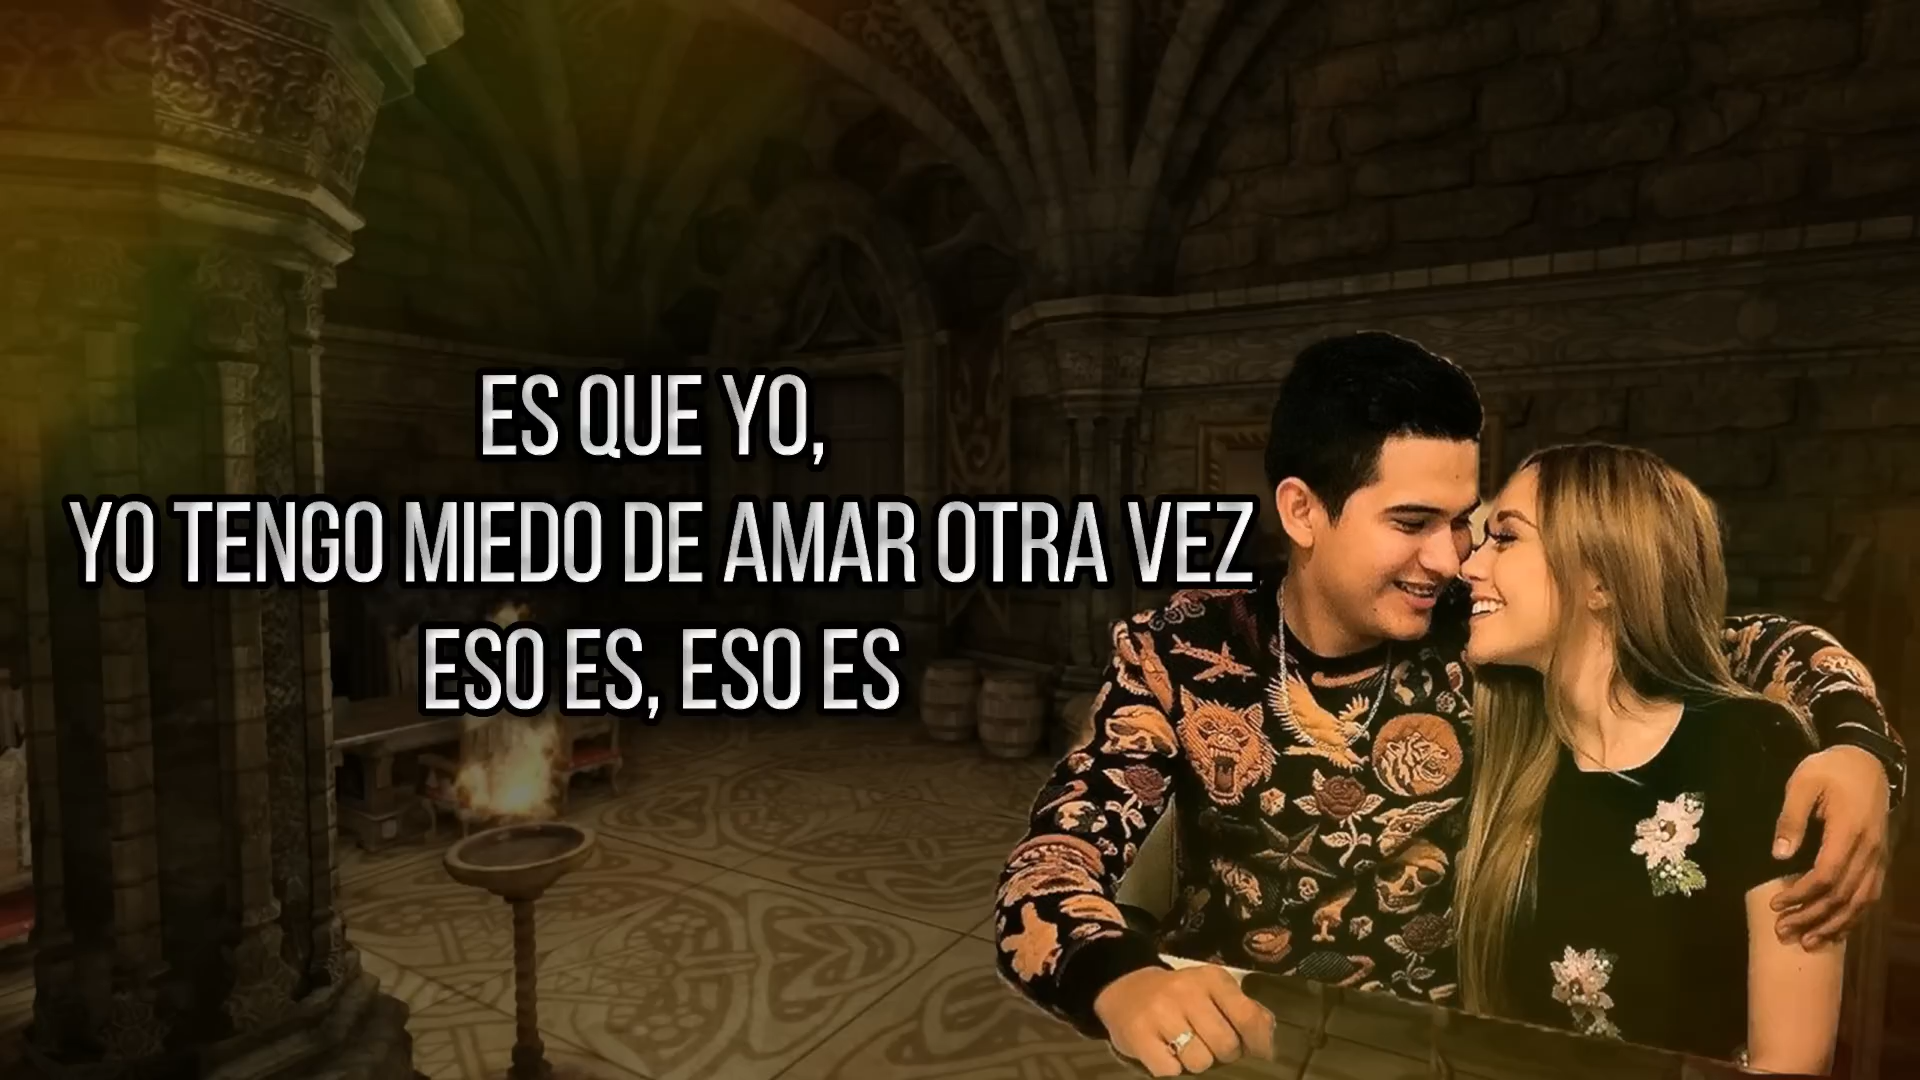 ES QUE YO,
YO TENGO MIEDO DE AMAR OTRA VEZ
ESO ES, ESO ES